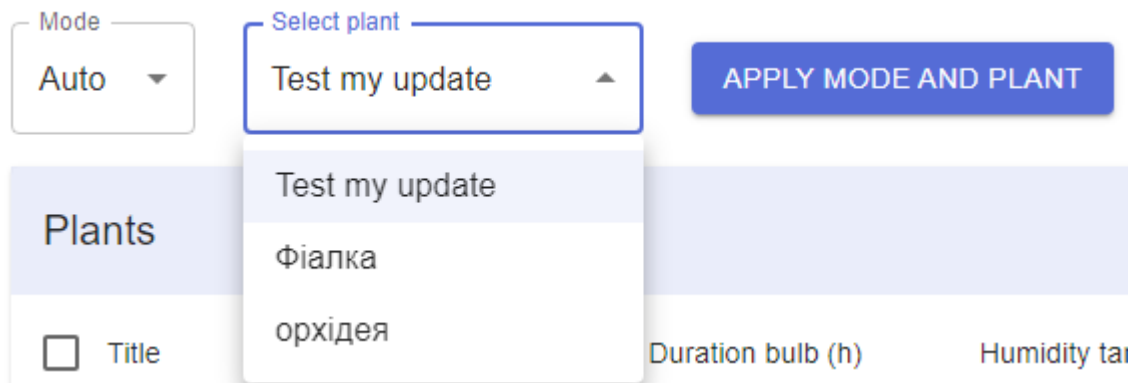 Mode
Select plant
Auto
Test my update
APPLY MODE AND PLANT
Test my update
Plants
Фіалка
орхідея
Title
Duration bulb (h)
Humidity